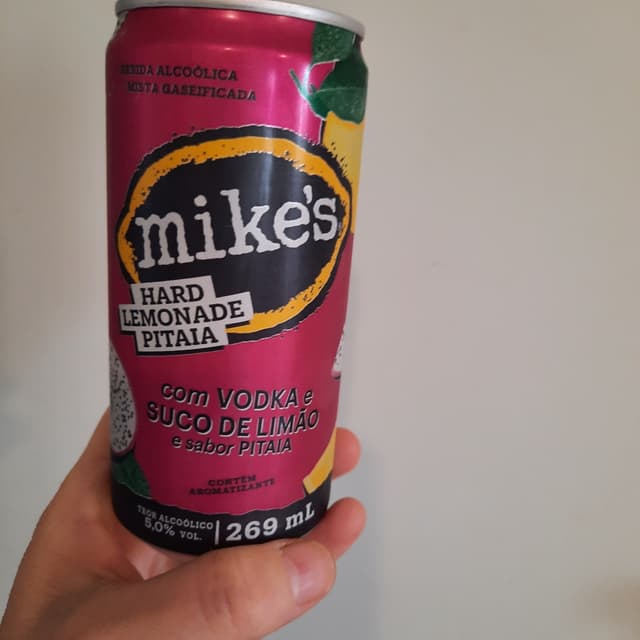 BEBIDA ALCOÓLICA
MISTA GASEIFICADA
mike's
HARD
LEMONADE
PITAIA
com VODKA e
SUCO DE LIMÃO
e sabor PITAIA
CONTÉM
AROMATIZANTE
TEOR ALCOÓLICO
5,0% VOL.
269 mL